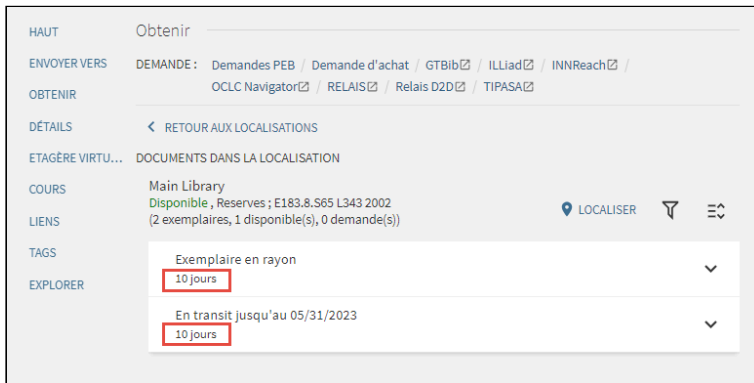 HAUT
ENVOYER VERS
OBTENIR
DÉTAILS
ETAGÈRE VIRTU...
COURS
LIENS
TAGS
EXPLORER
Obtenir
DEMANDE : Demandes PEB / Demande d'achat / GTBib / ILLiad / INNReach /
OCLC Navigator / RELAIS / Relais D2D / TIPASA
RETOUR AUX LOCALISATIONS
DOCUMENTS DANS LA LOCALISATION
Main Library
Disponible , Reserves ; E183.8.S65 L343 2002
(2 exemplaires, 1 disponible(s), 0 demande(s))
LOCALISER
Exemplaire en rayon
10 jours
En transit jusqu'au 05/31/2023
10 jours